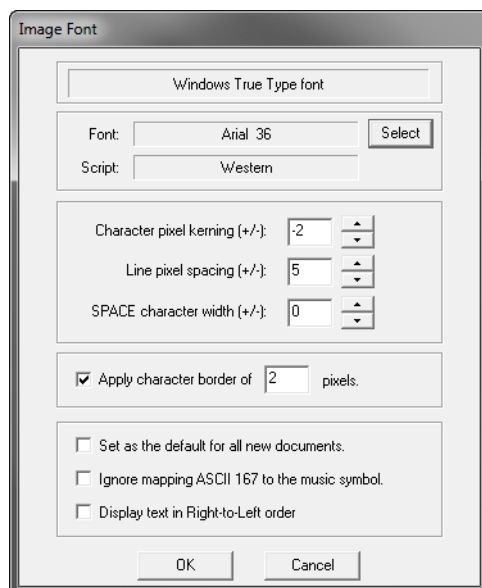 Image Font
Windows True Type font
Font: Arial 36 Select
Script: Western
Character pixel kerning (+/-): -2
Line pixel spacing (+/-): 5
SPACE character width (+/-): 0
Apply character border of 2 pixels.
Set as the default for all new documents.
Ignore mapping ASCII 167 to the music symbol.
Display text in Right-to-Left order
OK Cancel